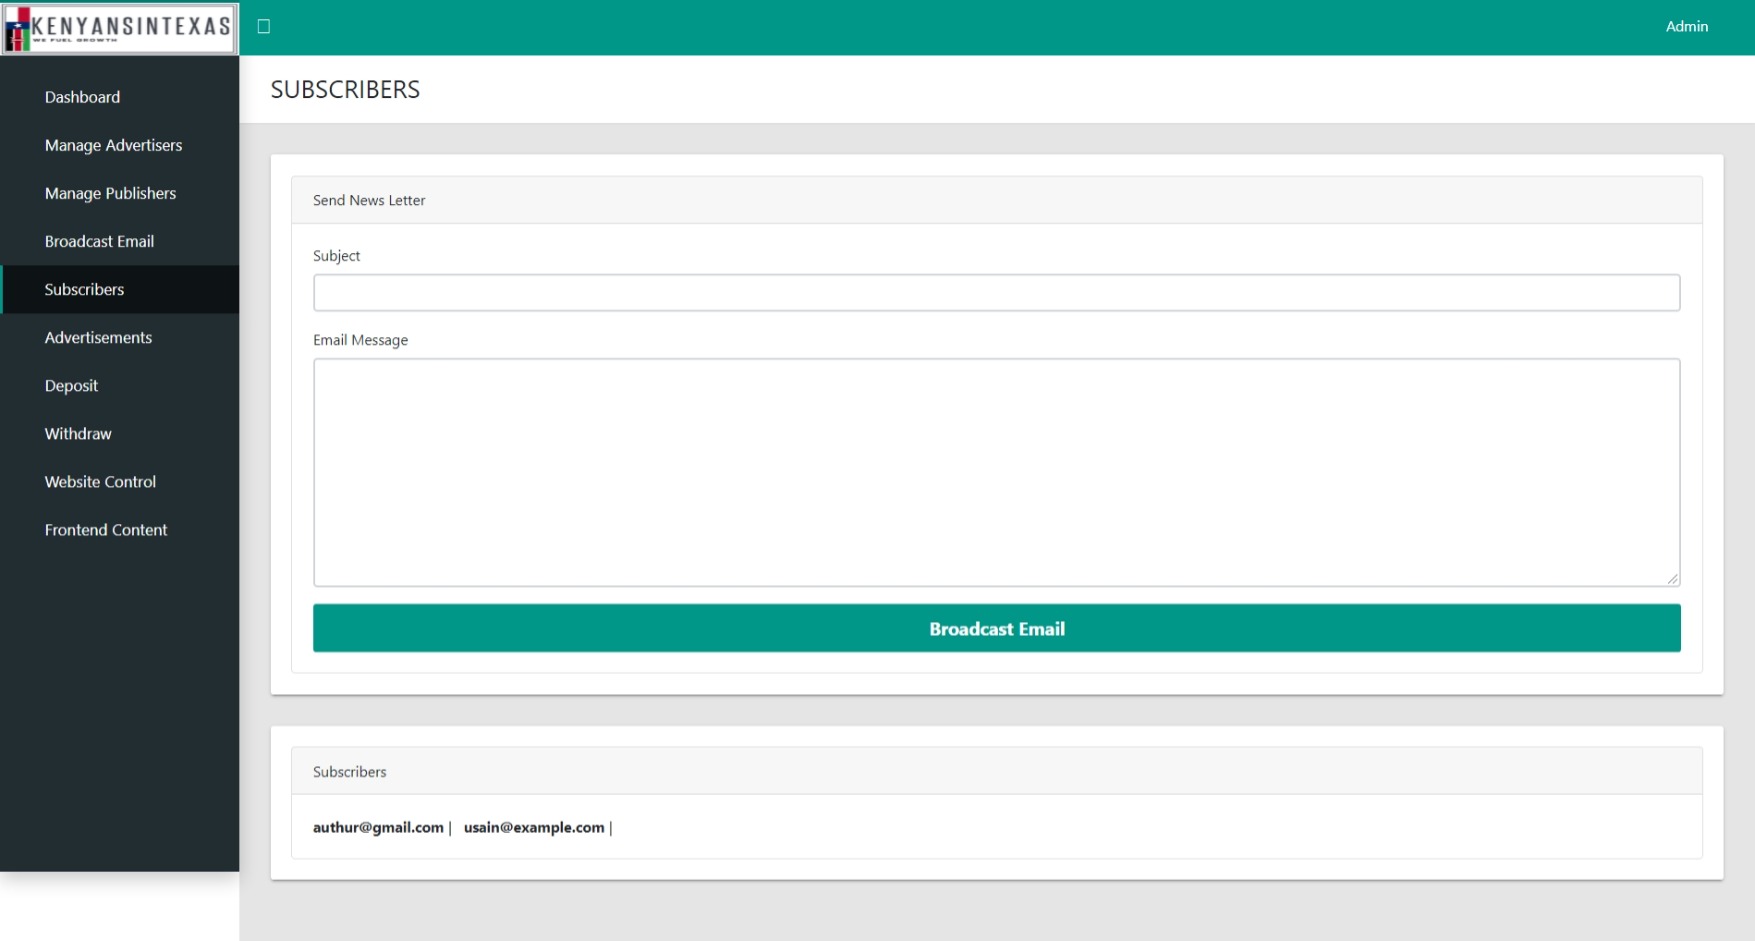 KENYANSINTEXAS
WE FUEL GROWTH
Admin
Dashboard
Manage Advertisers
Manage Publishers
Broadcast Email
Subscribers
Advertisements
Deposit
Withdraw
Website Control
Frontend Content
SUBSCRIBERS
Send News Letter
Subject
Email Message
Broadcast Email
Subscribers
authur@gmail.com | usain@example.com |